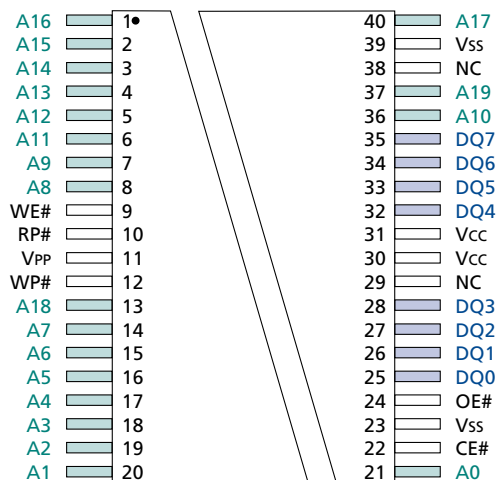 A16 1● 40 A17
A15 2 39 Vss
A14 3 38 NC
A13 4 37 A19
A12 5 36 A10
A11 6 35 DQ7
A9 7 34 DQ6
A8 8 33 DQ5
WE# 9 32 DQ4
RP# 10 31 Vcc
VPP 11 30 Vcc
WP# 12 29 NC
A18 13 28 DQ3
A7 14 27 DQ2
A6 15 26 DQ1
A5 16 25 DQ0
A4 17 24 OE#
A3 18 23 Vss
A2 19 22 CE#
A1 20 21 A0